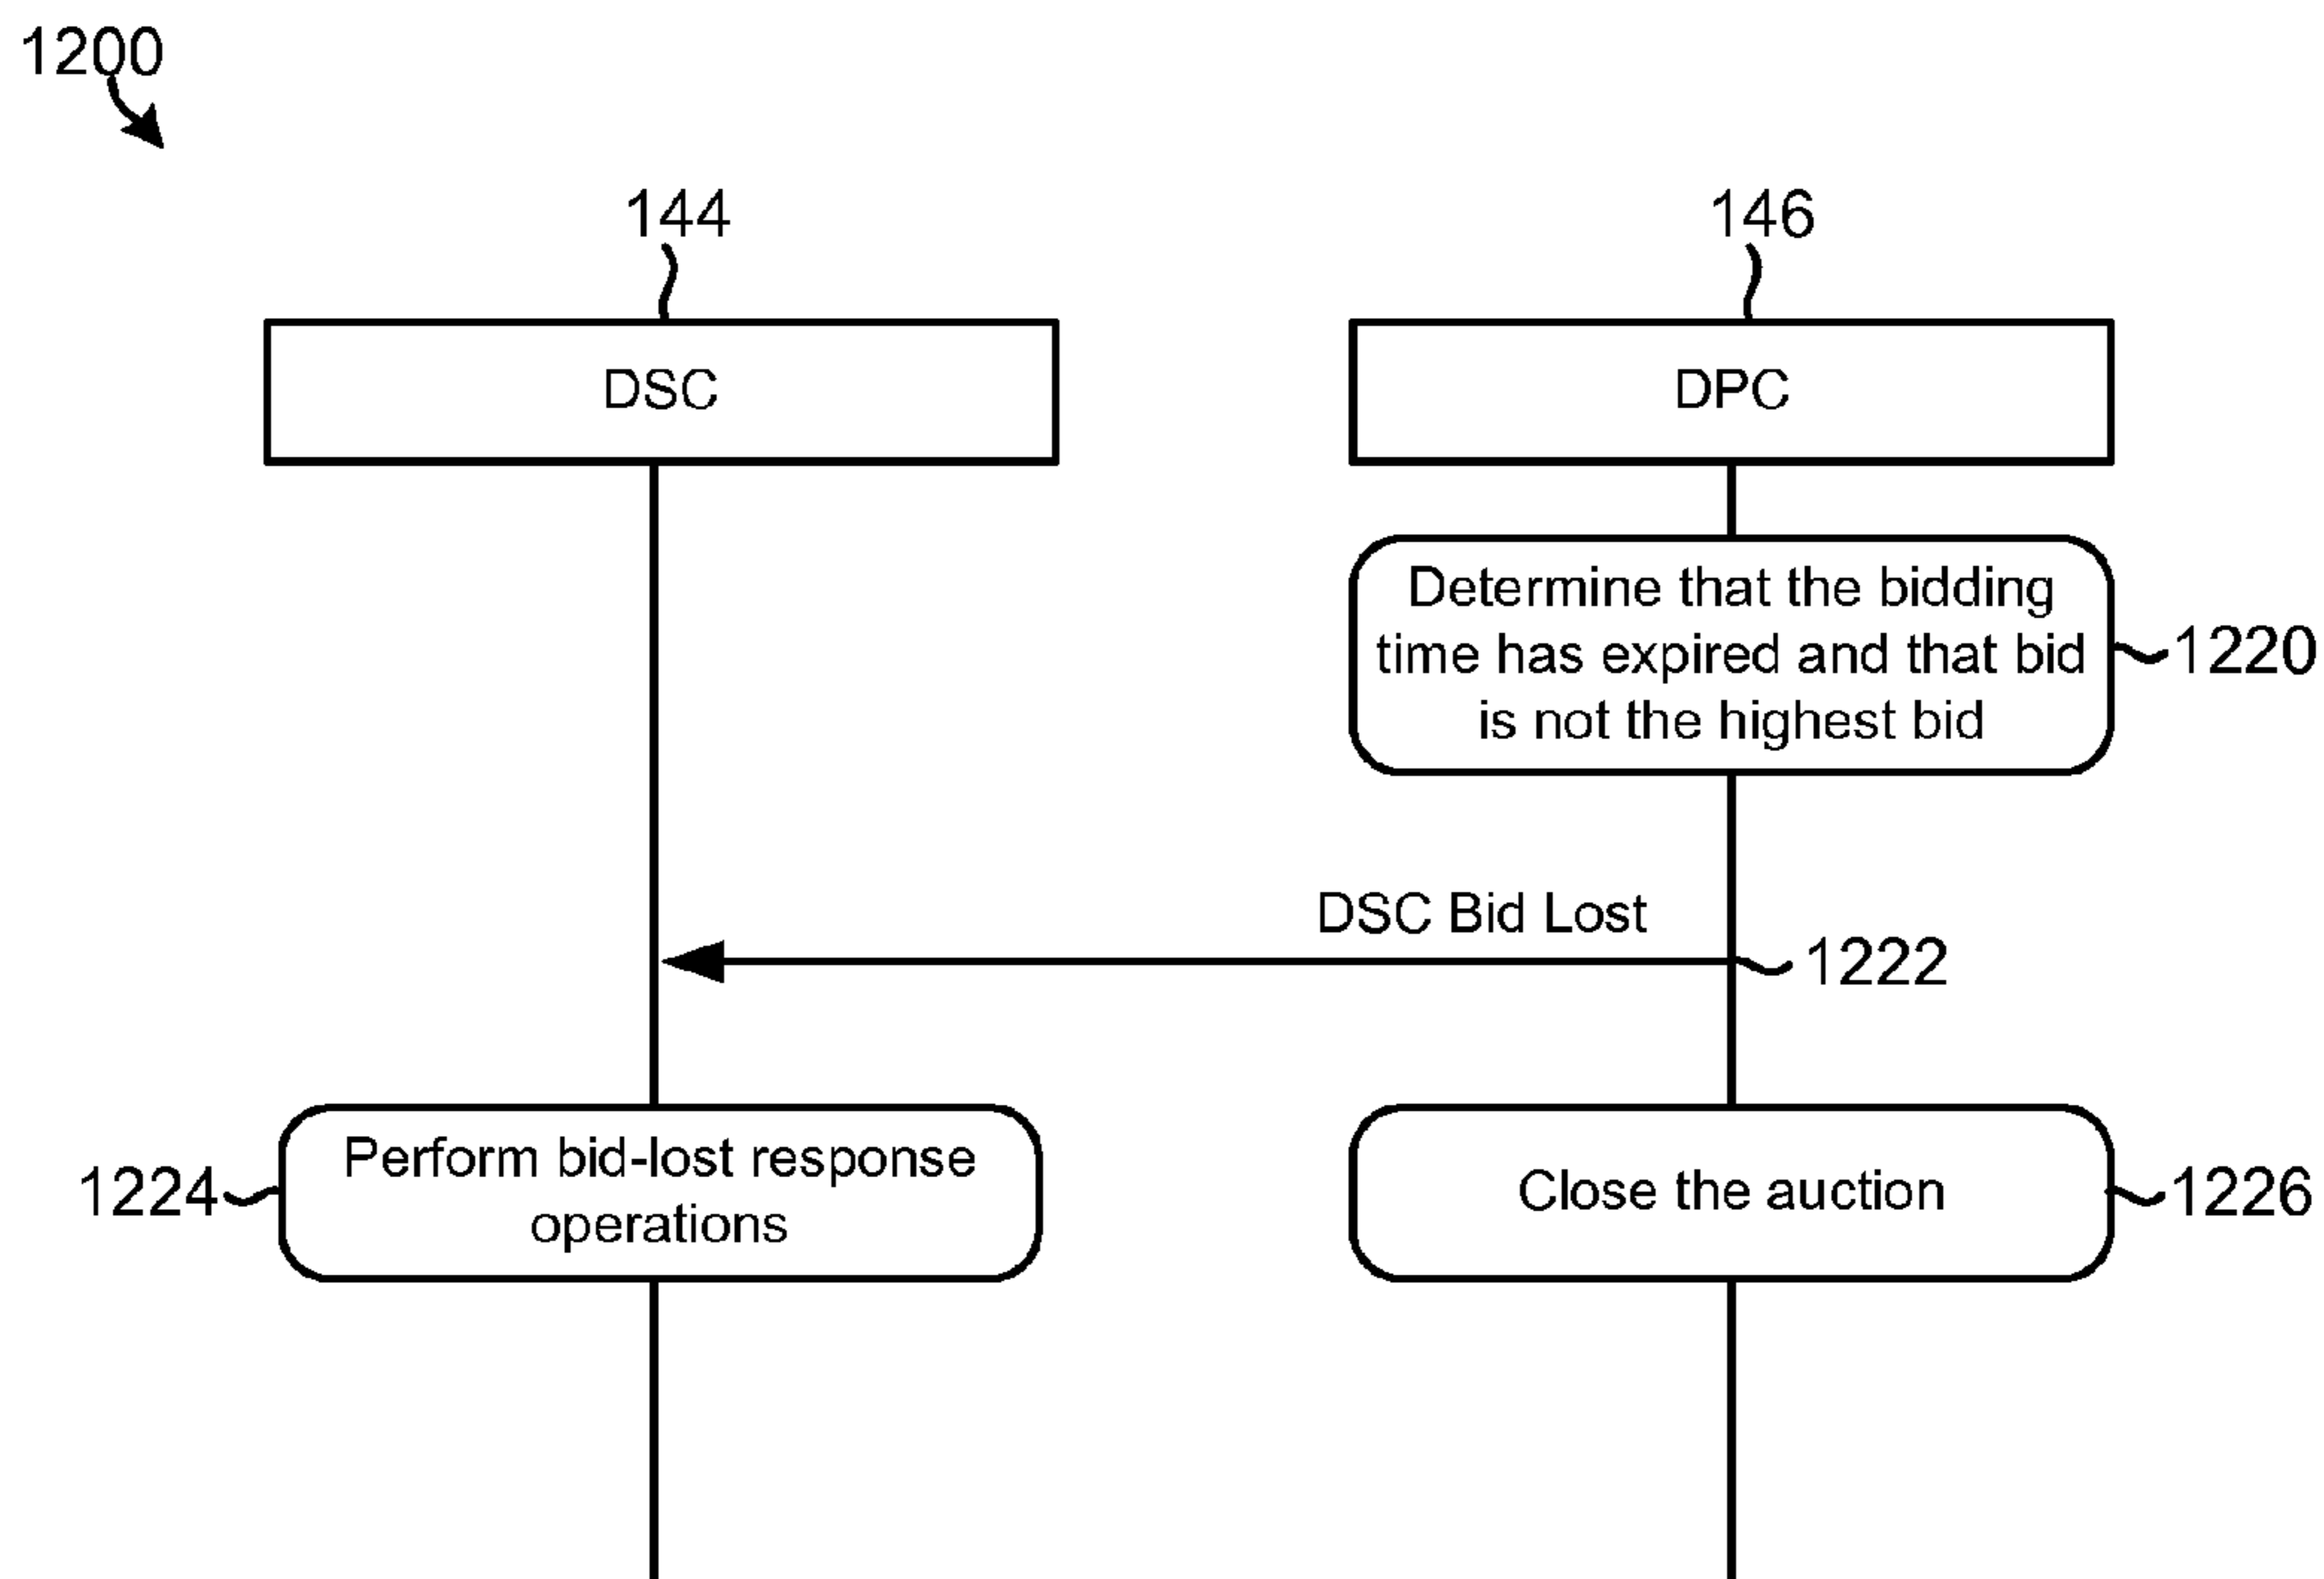 1200
144
146
DSC
DPC
Determine that the bidding
time has expired and that bid
is not the highest bid
1220
DSC Bid Lost
1222
1224
Perform bid-lost response
operations
Close the auction
1226